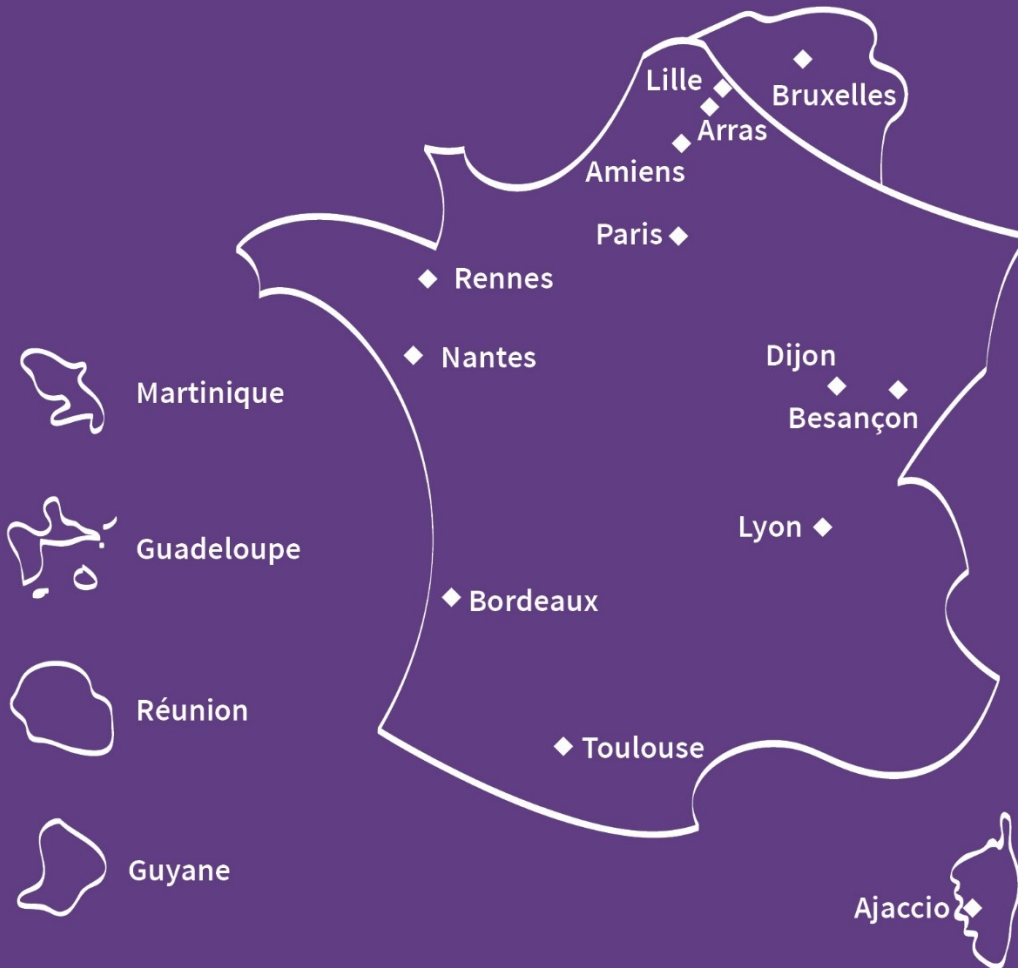 Lille
Bruxelles
Arras
Amiens
Paris
Rennes
Nantes
Dijon
Besançon
Martinique
Lyon
Guadeloupe
Bordeaux
Réunion
Toulouse
Guyane
Ajaccio